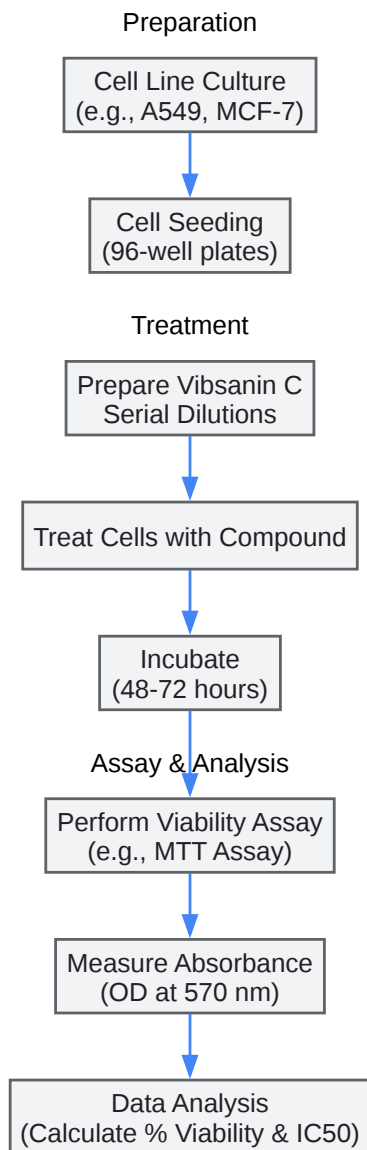 Preparation
Cell Line Culture
(e.g., A549, MCF-7)
Cell Seeding
(96-well plates)
Treatment
Prepare Vibsanin C
Serial Dilutions
Treat Cells with Compound
Incubate
(48-72 hours)
Assay & Analysis
Perform Viability Assay
(e.g., MTT Assay)
Measure Absorbance
(OD at 570 nm)
Data Analysis
(Calculate % Viability & IC50)